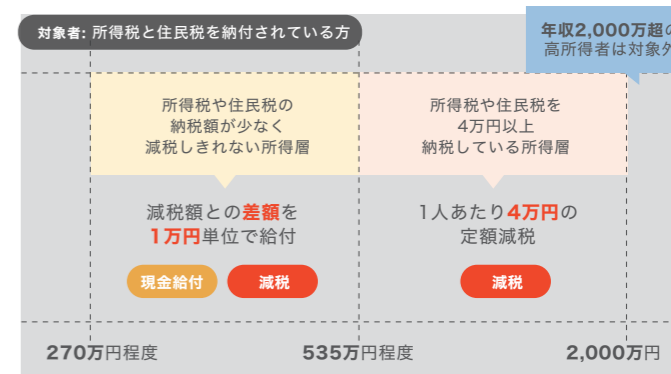 対象者: 所得税と住民税を納付されている方
年収2,000万超の
高所得者は対象外
所得税や住民税の
納税額が少なく
減税しきれない所得層
所得税や住民税を
4万円以上
納税している所得層
減税額との差額を
1万円単位で給付
1人あたり4万円の
定額減税
現金給付
減税
減税
270万円程度
535万円程度
2,000万円